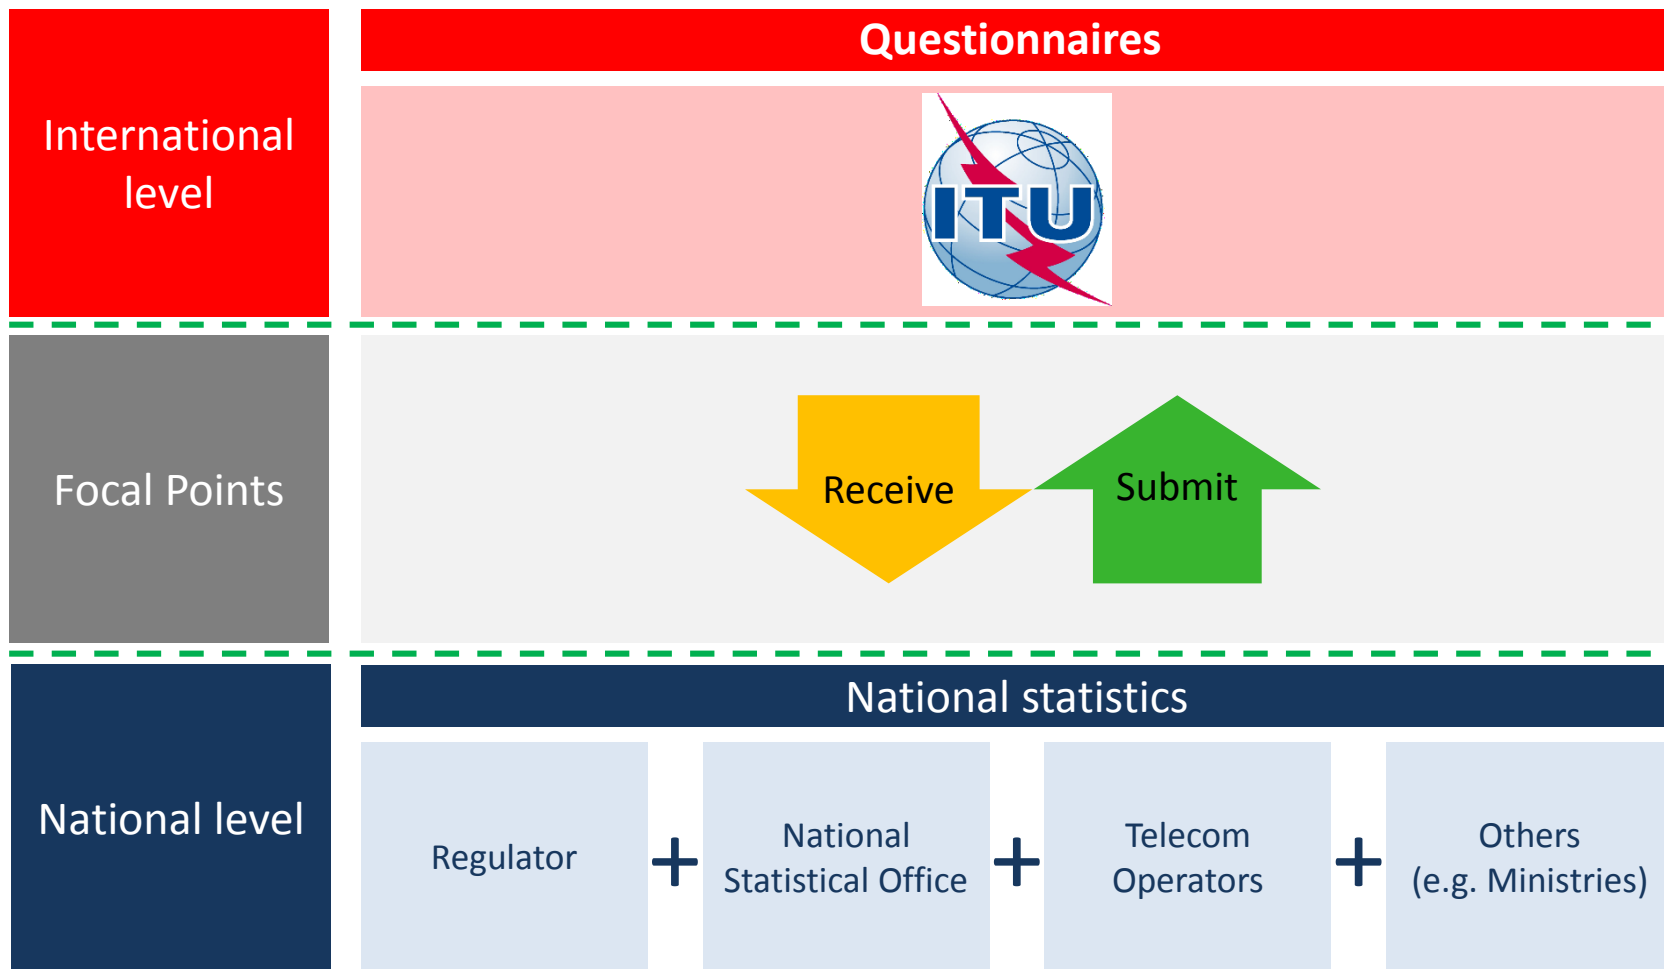 Questionnaires
International
level
ITU
Focal Points
Receive
Submit
National level
National statistics
Regulator
+
National
Statistical Office
+
Telecom
Operators
+
Others
(e.g. Ministries)